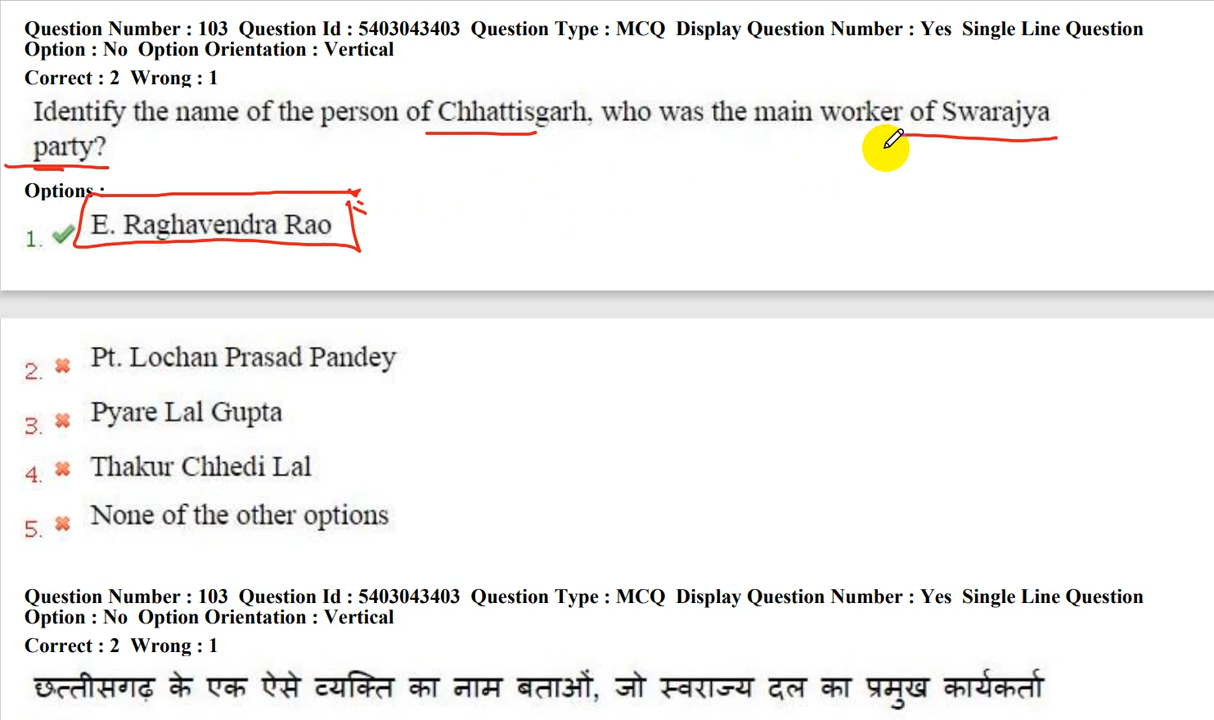 Question Number : 103 Question Id : 5403043403 Question Type : MCQ Display Question Number : Yes Single Line Question
Option : No Option Orientation : Vertical
Correct : 2 Wrong : 1
Identify the name of the person of Chhattisgarh, who was the main worker of Swarajya
party?
Options :
1. E. Raghavendra Rao
2. Pt. Lochan Prasad Pandey
3. Pyare Lal Gupta
4. Thakur Chhedi Lal
5. None of the other options
Question Number : 103 Question Id : 5403043403 Question Type : MCQ Display Question Number : Yes Single Line Question
Option : No Option Orientation : Vertical
Correct : 2 Wrong : 1
छत्तीसगढ़ के एक ऐसे व्यक्ति का नाम बताओं, जो स्वराज्य दल का प्रमुख कार्यकर्ता